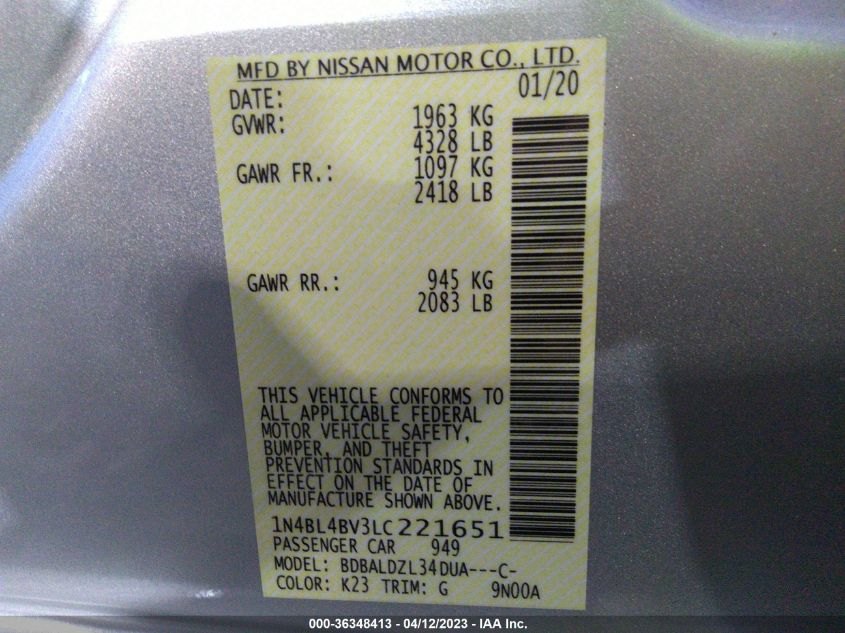 MFD BY NISSAN MOTOR CO., LTD.
DATE: 01/20
GVWR: 1963 KG
4328 LB
GAWR FR.: 1097 KG
2418 LB
GAWR RR.: 945 KG
2083 LB
THIS VEHICLE CONFORMS TO
ALL APPLICABLE FEDERAL
MOTOR VEHICLE SAFETY,
BUMPER, AND THEFT
PREVENTION STANDARDS IN
EFFECT ON THE DATE OF
MANUFACTURE SHOWN ABOVE.
1N4BL4BV3LC221651
PASSENGER CAR 949
MODEL: BDBALDZL34DUA---C-
COLOR: K23 TRIM: G 9N00A
000-36348413 - 04/12/2023 - IAA Inc.